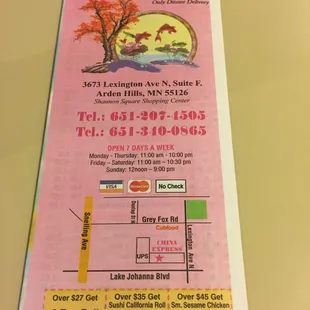 Only Dinner Delivery
3673 Lexington Ave N, Suite F.
Arden Hills, MN 55126
Shannon Square Shopping Center
Tel.: 651-207-4505
Tel.: 651-340-0865
OPEN 7 DAYS A WEEK
Monday - Thursday: 11:00 am - 10:00 pm
Friday - Saturday: 11:00 am - 10:30 pm
Sunday: 12noon - 9:00 pm
VISA
MasterCard
No Check
Snelling Ave
Grey Fox Rd
Cubfood
Lexington Ave N
CHINA
EXPRESS
UPS
Lake Johanna Blvd
Over $27 Get
Over $35 Get
Over $45 Get
Sushi California Roll
Sm. Sesame Chicken